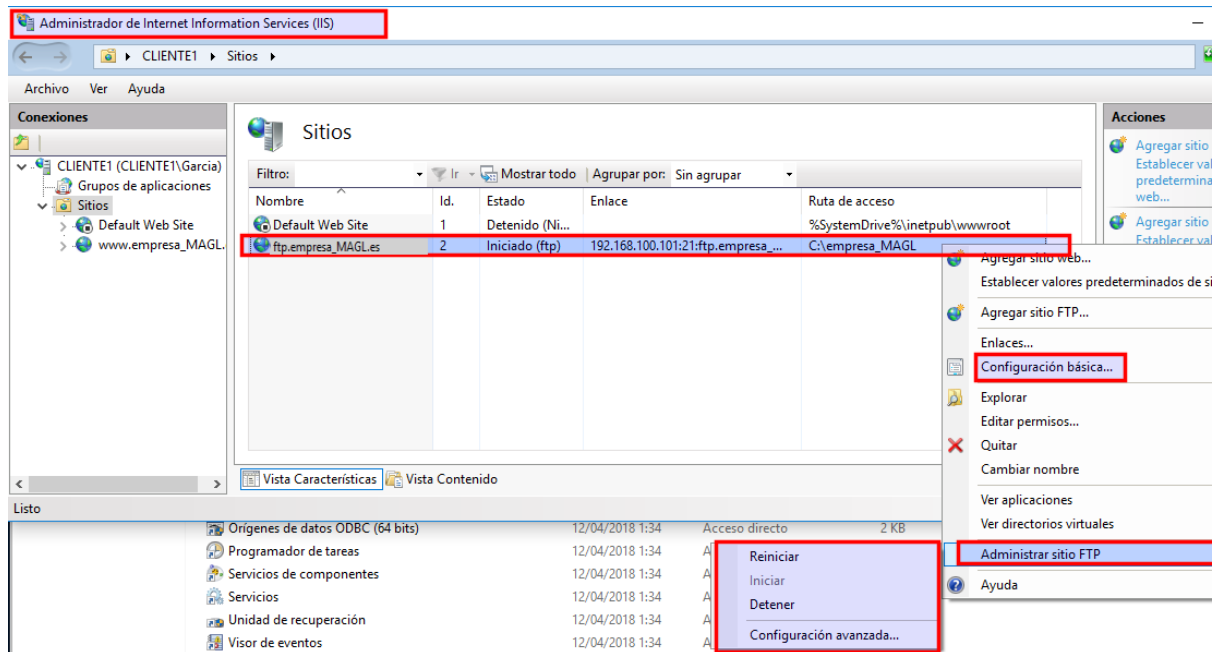 Administrador de Internet Information Services (IIS)
CLIENTE1 Sitios
Archivo Ver Ayuda
Conexiones
CLIENTE1 (CLIENTE1\Garcia)
Grupos de aplicaciones
Sitios
Default Web Site
www.empresa_MAGL.
Sitios
Filtro: Ir Mostrar todo Agrupar por: Sin agrupar
Nombre Id. Estado Enlace Ruta de acceso
Default Web Site 1 Detenido (Ni... %SystemDrive%\inetpub\wwwroot
ftp.empresa_MAGL.es 2 Iniciado (ftp) 192.168.100.101:21:ftp.empresa_... C:\empresa_MAGL
Vista Características Vista Contenido
Listo
Acciones
Agregar sitio
Establecer val
predetermina
web...
Agregar sitio
Establecer val
Agregar sitio web...
Establecer valores predeterminados de si
Agregar sitio FTP...
Enlaces...
Configuración básica...
Explorar
Editar permisos...
Quitar
Cambiar nombre
Ver aplicaciones
Ver directorios virtuales
Administrar sitio FTP
Ayuda
Orígenes de datos ODBC (64 bits) 12/04/2018 1:34 Acceso directo 2 KB
Programador de tareas 12/04/2018 1:34 A
Servicios de componentes 12/04/2018 1:34 A
Servicios 12/04/2018 1:34 A
Unidad de recuperación 12/04/2018 1:34 A
Visor de eventos 12/04/2018 1:34 A
Reiniciar
Iniciar
Detener
Configuración avanzada...